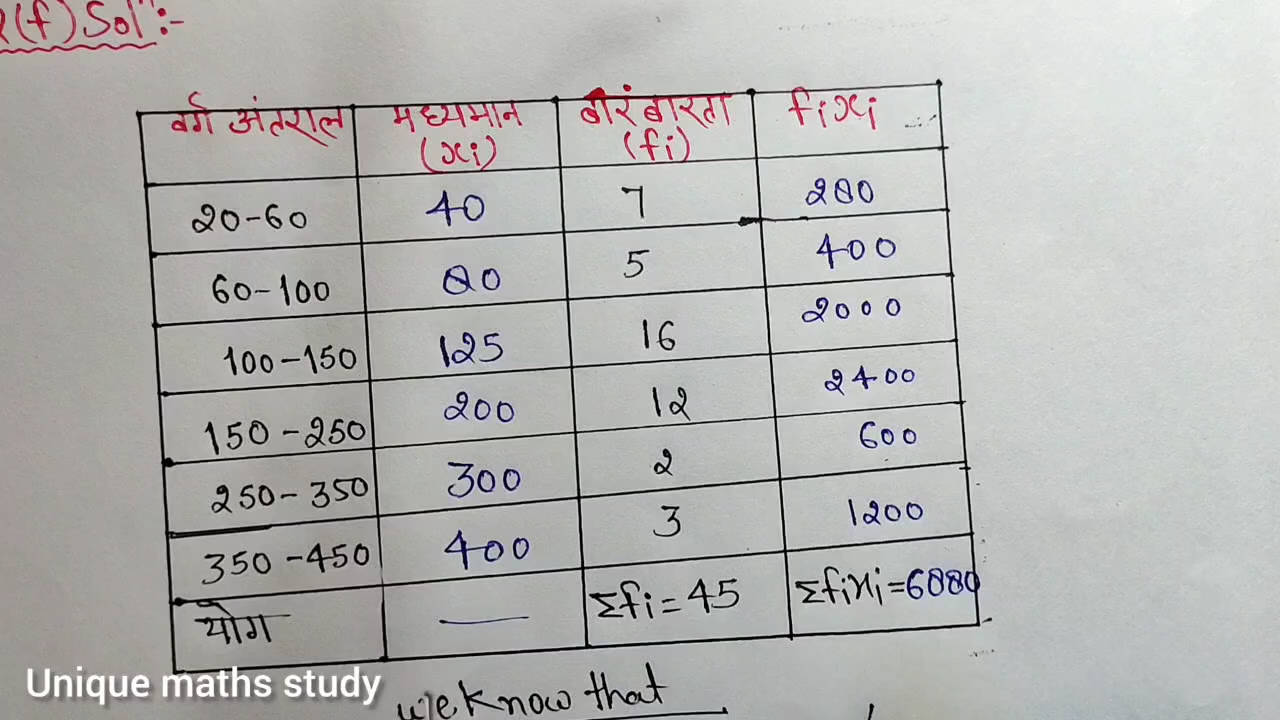 2(f) Solⁿ:-
वर्ग अंतराल मध्यमान (xi) बारंबारता (fi) fixi
20-60 40 7 280
60-100 80 5 400
100-150 125 16 2000
150-250 200 12 2400
250-350 300 2 600
350-450 400 3 1200
योग — Σfi=45 Σfixi=6880
we know that
Unique maths study